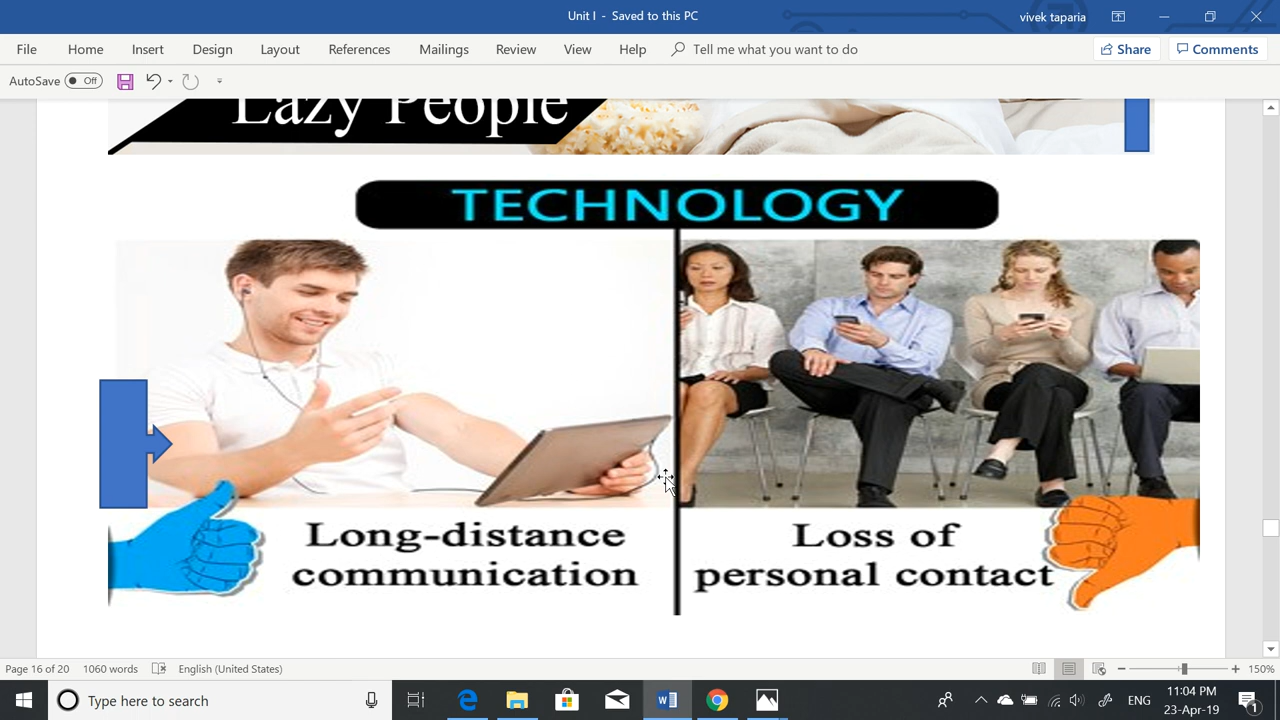 Unit I - Saved to this PC
vivek taparia
File Home Insert Design Layout References Mailings Review View Help Tell me what you want to do Share Comments
AutoSave Off
Lazy People
TECHNOLOGY
Long-distance
communication
Loss of
personal contact
Page 16 of 20 1060 words English (United States) 150%
Type here to search
ENG
11:04 PM
23-Apr-19
1